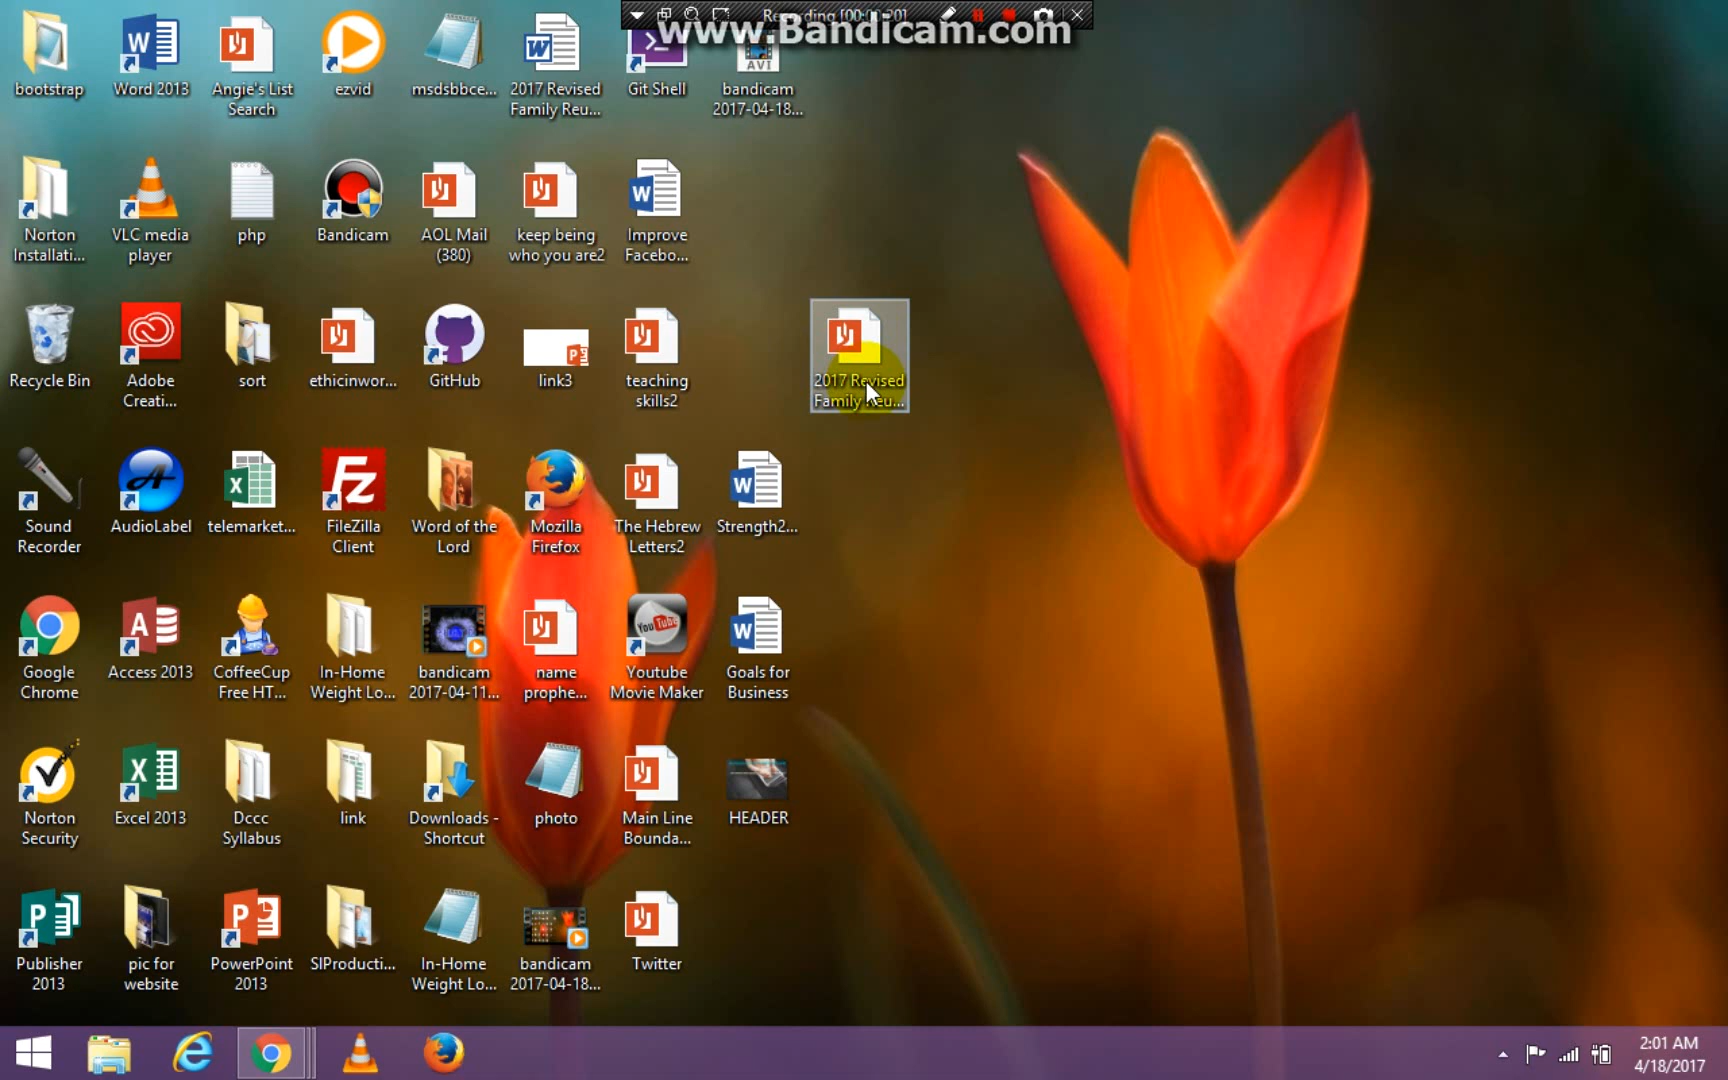 Recording [00:00:20]
www.Bandicam.com
bootstrap
Word 2013
Angie's List
Search
ezvid
msdsbbce...
2017 Revised
Family Reu...
Git Shell
AVI
bandicam
2017-04-18...
Norton
Installati...
VLC media
player
php
Bandicam
AOL Mail
(380)
keep being
who you are2
Improve
Facebo...
Recycle Bin
Adobe
Creati...
sort
ethicinwor...
GitHub
link3
teaching
skills2
2017 Revised
Family Reu...
Sound
Recorder
AudioLabel
telemarket...
FileZilla
Client
Word of the
Lord
Mozilla
Firefox
The Hebrew
Letters2
Strength2...
Google
Chrome
Access 2013
CoffeeCup
Free HT...
In-Home
Weight Lo...
bandicam
2017-04-11...
name
prophe...
You Tube
Youtube
Movie Maker
Goals for
Business
Norton
Security
Excel 2013
Dccc
Syllabus
link
Downloads -
Shortcut
photo
Main Line
Bounda...
HEADER
Publisher
2013
pic for
website
PowerPoint
2013
SIProducti...
In-Home
Weight Lo...
bandicam
2017-04-18...
Twitter
2:01 AM
4/18/2017